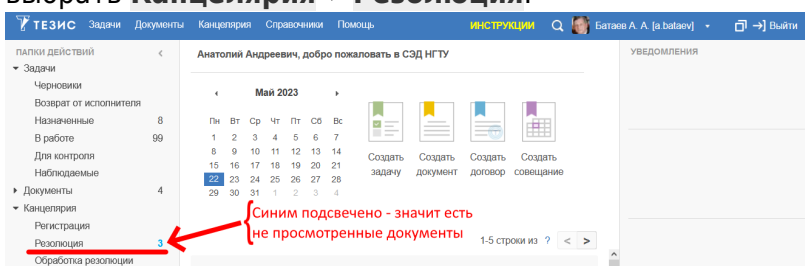 выбрать Канцелярия Резолюция:
ТЕЗИС Задачи Документы Канцелярия Справочники Помощь ИНСТРУКЦИИ Батаев А. А. [a.bataev] Выйти
ПАПКИ ДЕЙСТВИЙ
Задачи
Черновики
Возврат от исполнителя
Назначенные 8
В работе 99
Для контроля
Наблюдаемые
Документы 4
Канцелярия
Регистрация
Резолюция 3
Обработка резолюции
Анатолий Андреевич, добро пожаловать в СЭД НГТУ
Май 2023
Пн Вт Ср Чт Пт Сб Вс
1 2 3 4 5 6 7
8 9 10 11 12 13 14
15 16 17 18 19 20 21
22 23 24 25 26 27 28
29 30 31 1 2 3 4
Создать задачу
Создать документ
Создать договор
Создать совещание
Синим подсвечено - значит есть
не просмотренные документы
1-5 строки из ? < >
УВЕДОМЛЕНИЯ